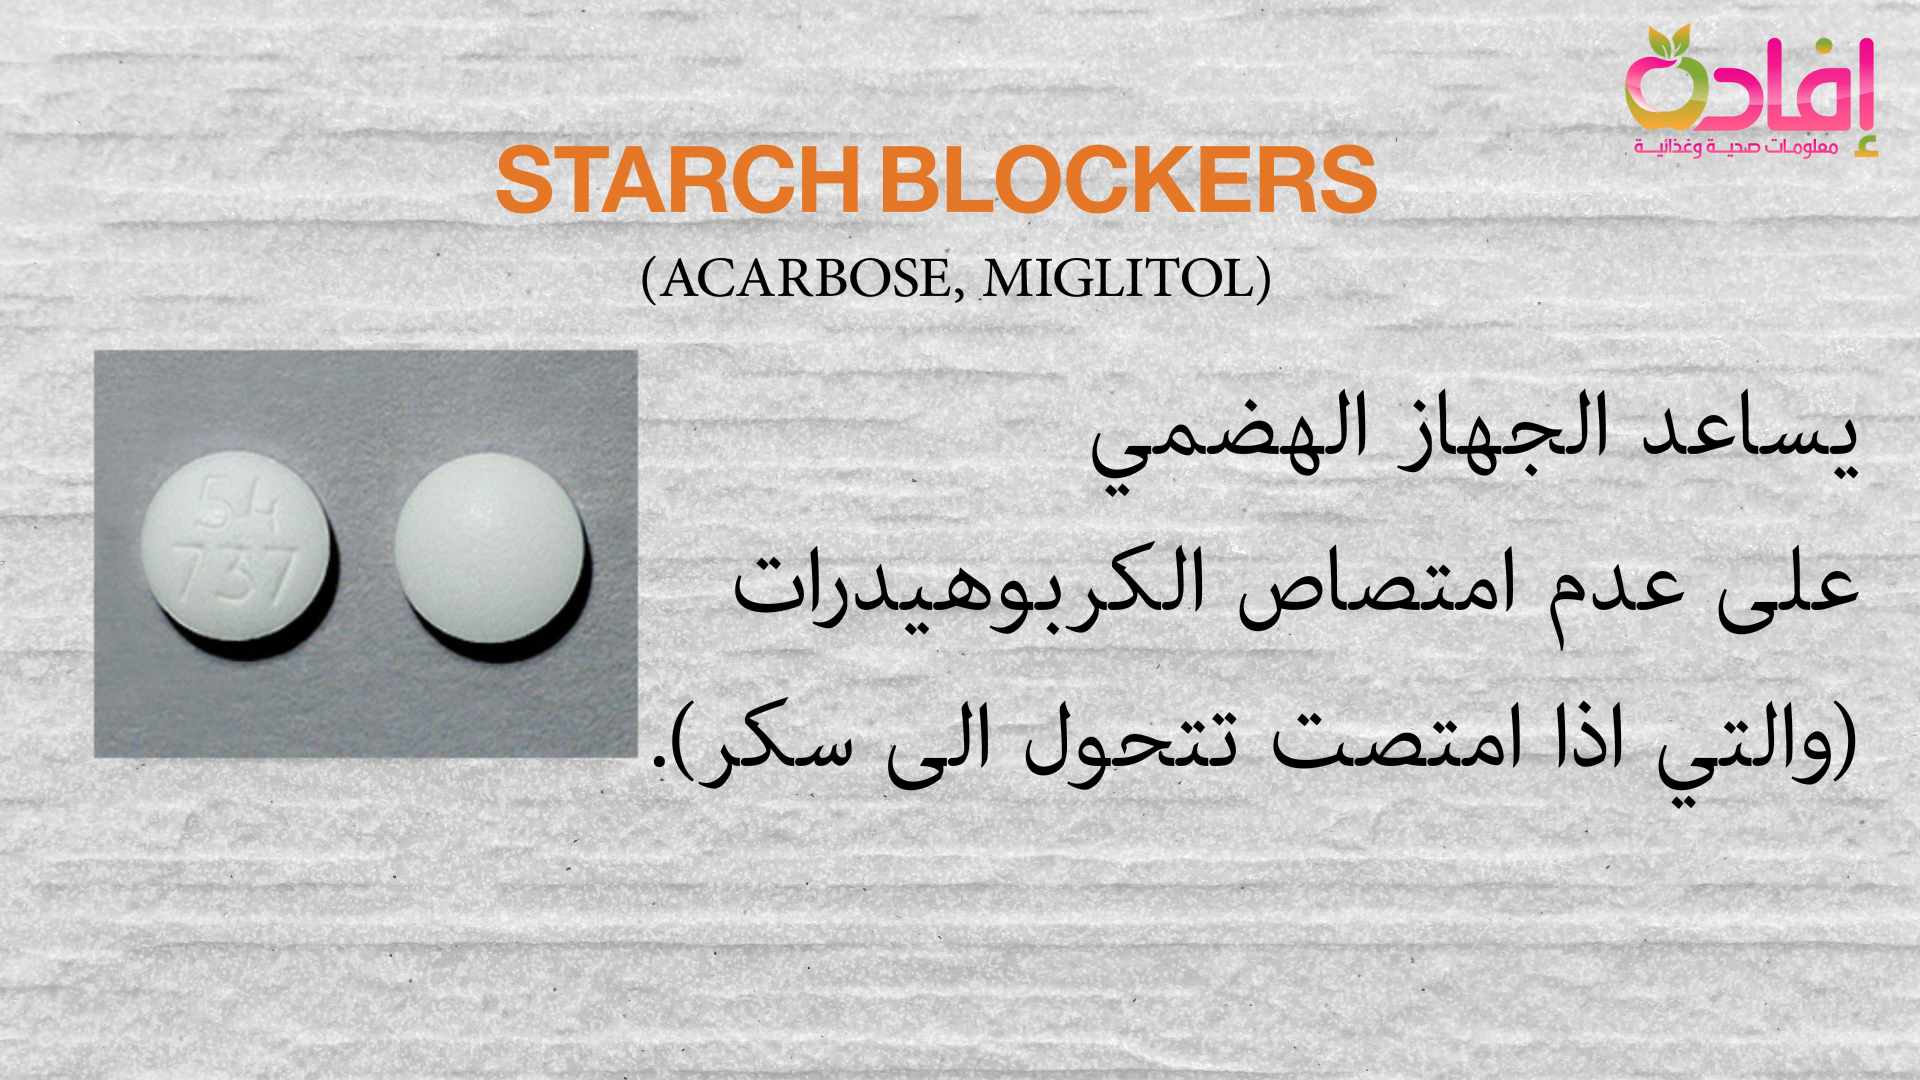 إفادة
معلومات صحية وغذائية
STARCH BLOCKERS
(ACARBOSE, MIGLITOL)
يساعد الجهاز الهضمي
على عدم امتصاص الكربوهيدرات
(والتي اذا امتصت تتحول الى سكر).
54
737